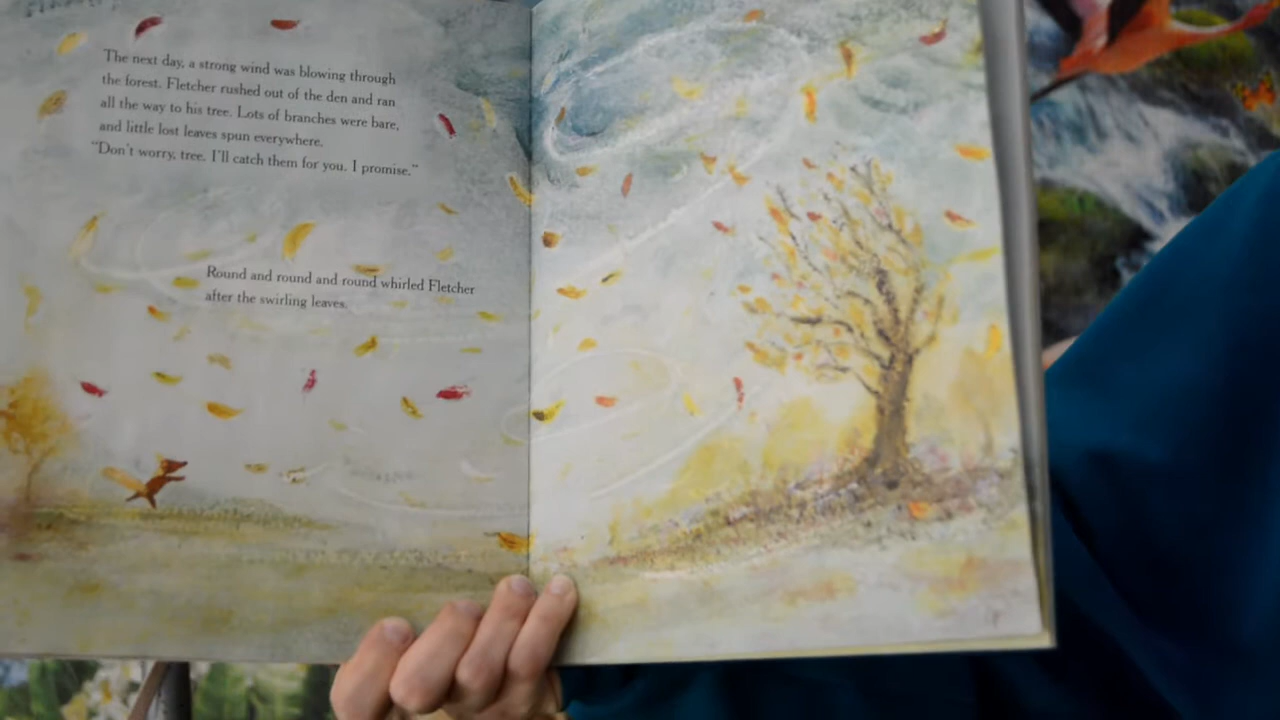 The next day, a strong wind was blowing through
the forest. Fletcher rushed out of the den and ran
all the way to his tree. Lots of branches were bare,
and little lost leaves spun everywhere.
“Don’t worry, tree. I’ll catch them for you. I promise.”
Round and round and round whirled Fletcher
after the swirling leaves.